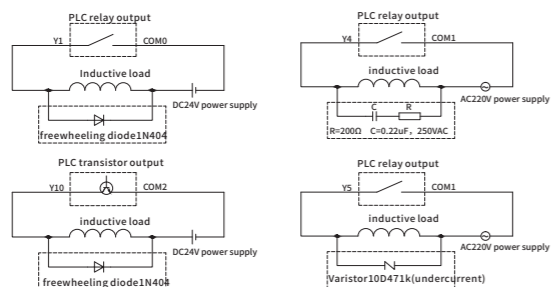 PLC relay output
Y1 COM0
Inductive load
DC24V power supply
freewheeling diode1N404
PLC relay output
Y4 COM1
inductive load
C R
AC220V power supply
R=200Ω C=0.22uF, 250VAC
PLC transistor output
Y10 COM2
inductive load
DC24V power supply
freewheeling diode1N404
PLC relay output
Y5 COM1
inductive load
AC220V power supply
Varistor10D471k(undercurrent)